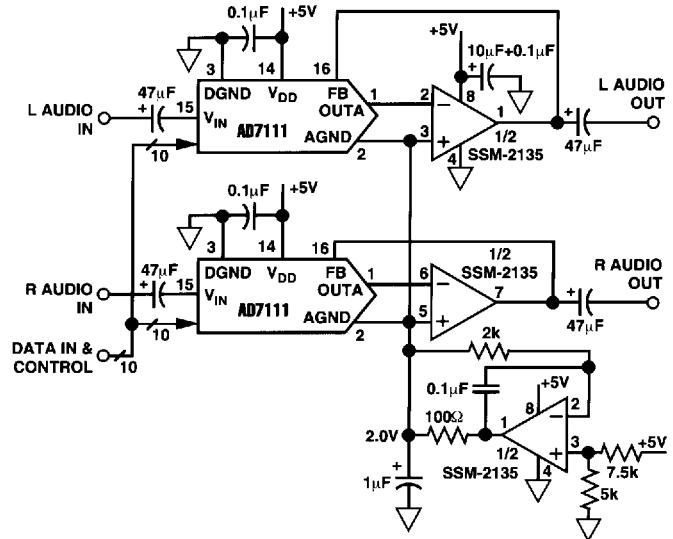 0.1µF
+5V
+5V
10µF+0.1µF
+
3
14
16
47µF
+
15
DGND
VDD
FB
OUTA
VIN
AD7111
AGND
1
2
2
3
−
+
8
4
1
1/2
SSM-2135
L AUDIO
IN
10
L AUDIO
OUT
+
47µF
0.1µF
+5V
3
14
16
47µF
+
15
DGND
VDD
FB
OUTA
VIN
AD7111
AGND
1
2
6
5
−
+
7
1/2
SSM-2135
R AUDIO
IN
10
R AUDIO
OUT
+
47µF
DATA IN &
CONTROL
10
2k
0.1µF
+5V
8
2
−
1
100Ω
2.0V
1/2
+
3
+5V
7.5k
SSM-2135
4
5k
+
1µF